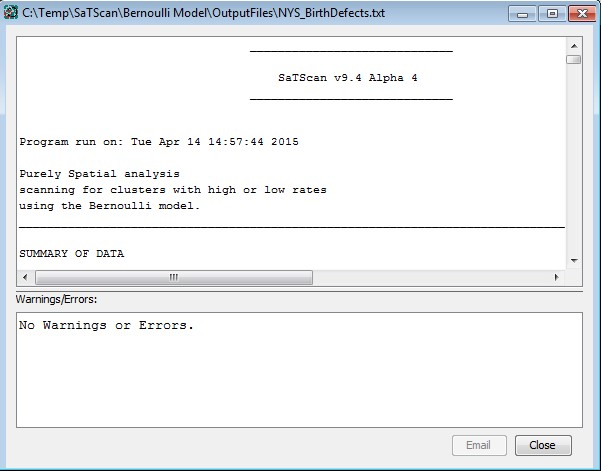 C:\Temp\SaTScan\Bernoulli Model\OutputFiles\NYS_BirthDefects.txt
SaTScan v9.4 Alpha 4
Program run on: Tue Apr 14 14:57:44 2015
Purely Spatial analysis
scanning for clusters with high or low rates
using the Bernoulli model.
SUMMARY OF DATA
Warnings/Errors:
No Warnings or Errors.
Email Close